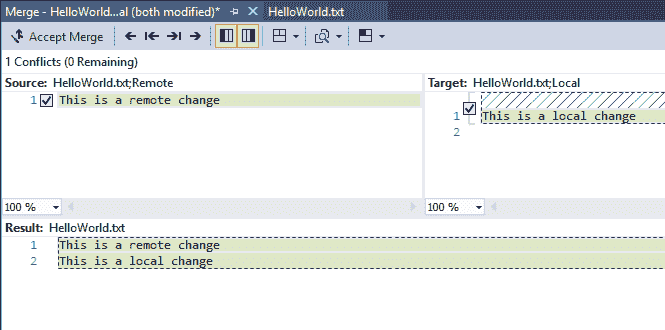 Merge - HelloWorld...al (both modified)* HelloWorld.txt
Accept Merge
1 Conflicts (0 Remaining)
Source: HelloWorld.txt;Remote
1 This is a remote change
Target: HelloWorld.txt;Local
1 This is a local change
2
100 %
100 %
Result: HelloWorld.txt
1 This is a remote change
2 This is a local change